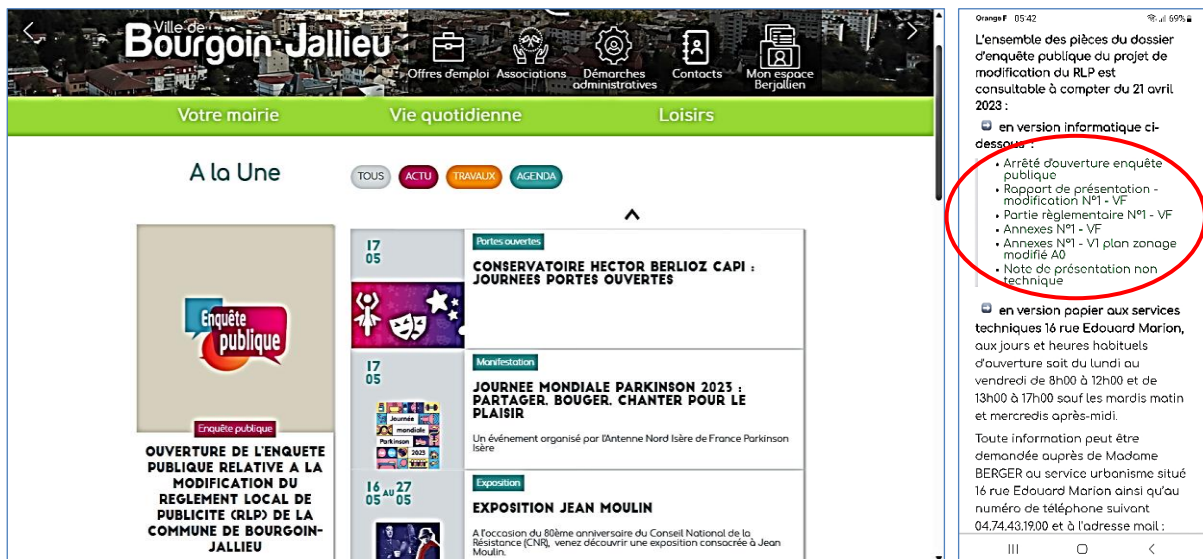 Ville de
Bourgoin-Jallieu
Offres d'emploi
Associations
Démarches
administratives
Contacts
Mon espace
Berjallien
Votre mairie
Vie quotidienne
Loisirs
A la Une
TOUS
ACTU
TRAVAUX
AGENDA
Enquête
publique
Enquête publique
OUVERTURE DE L'ENQUETE
PUBLIQUE RELATIVE A LA
MODIFICATION DU
REGLEMENT LOCAL DE
PUBLICITE (RLP) DE LA
COMMUNE DE BOURGOIN-
JALLIEU
17
05
Portes ouvertes
CONSERVATOIRE HECTOR BERLIOZ CAPI :
JOURNEES PORTES OUVERTES
17
05
Journée
mondiale
Parkinson
2023
Manifestation
JOURNEE MONDIALE PARKINSON 2023 :
PARTAGER, BOUGER, CHANTER POUR LE
PLAISIR
Un événement organisé par l'Antenne Nord Isère de France Parkinson
Isère
16 AU 27
05 05
Exposition
EXPOSITION JEAN MOULIN
A l'occasion du 80ème anniversaire du Conseil National de la
Résistance (CNR), venez découvrir une exposition consacrée à Jean
Moulin.
Orange F 05:42
69%
L'ensemble des pièces du dossier
d'enquête publique du projet de
modification du RLP est
consultable à compter du 21 avril
2023 :
en version informatique ci-
dessous :
• Arrêté d'ouverture enquête
publique
• Rapport de présentation -
modification N°1 - VF
• Partie règlementaire N°1 - VF
• Annexes N°1 - VF
• Annexes N°1 - V1 plan zonage
modifié A0
• Note de présentation non
technique
en version papier aux services
techniques 16 rue Edouard Marion,
aux jours et heures habituels
d'ouverture soit du lundi au
vendredi de 8h00 à 12h00 et de
13h00 à 17h00 sauf les mardis matin
et mercredis après-midi.
Toute information peut être
demandée auprès de Madame
BERGER au service urbanisme situé
16 rue Edouard Marion ainsi qu'au
numéro de téléphone suivant
04.74.43.19.00 et à l'adresse mail :